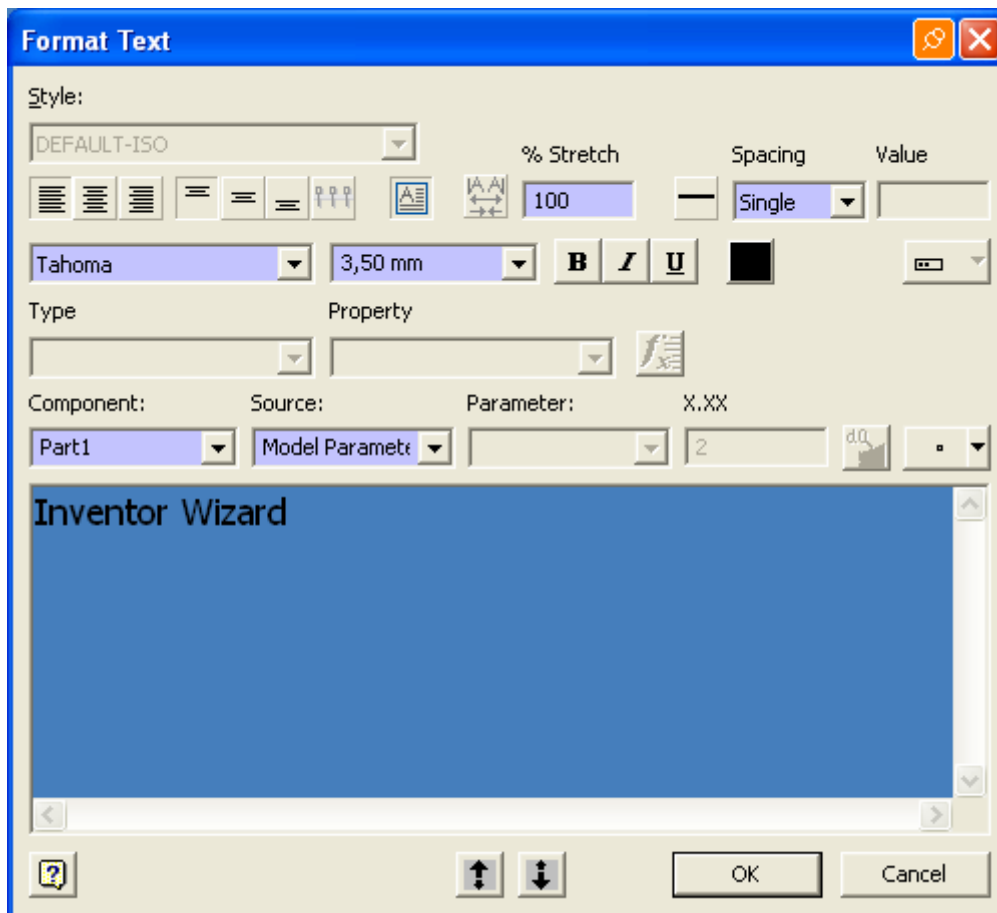 Format Text
Style:
DEFAULT-ISO
% Stretch Spacing Value
100 Single
Tahoma 3,50 mm B I U
Type Property
Component: Source: Parameter: X.XX
Part1 Model Paramete 2
Inventor Wizard
OK Cancel